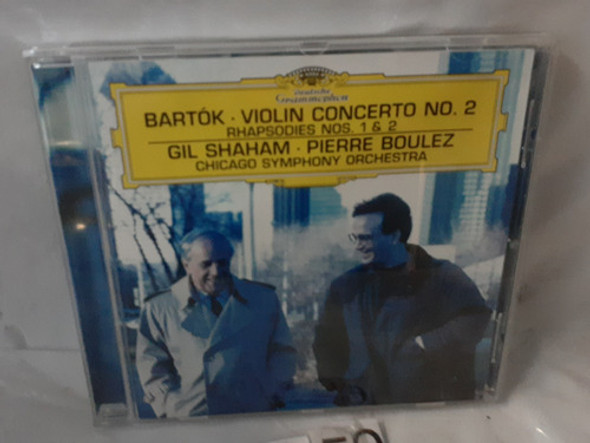 Deutsche
Grammophon
BARTÓK · VIOLIN CONCERTO NO. 2
RHAPSODIES NOS. 1 & 2
GIL SHAHAM · PIERRE BOULEZ
CHICAGO SYMPHONY ORCHESTRA